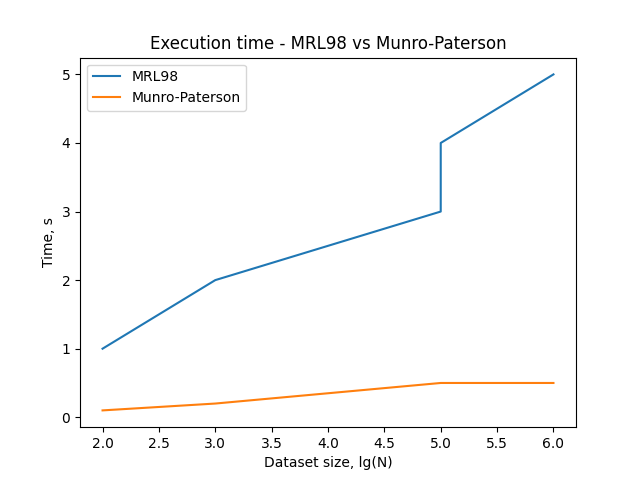 Execution time - MRL98 vs Munro-Paterson
MRL98
Munro-Paterson
5
4
3
2
1
0
Time, s
2.0 2.5 3.0 3.5 4.0 4.5 5.0 5.5 6.0
Dataset size, lg(N)